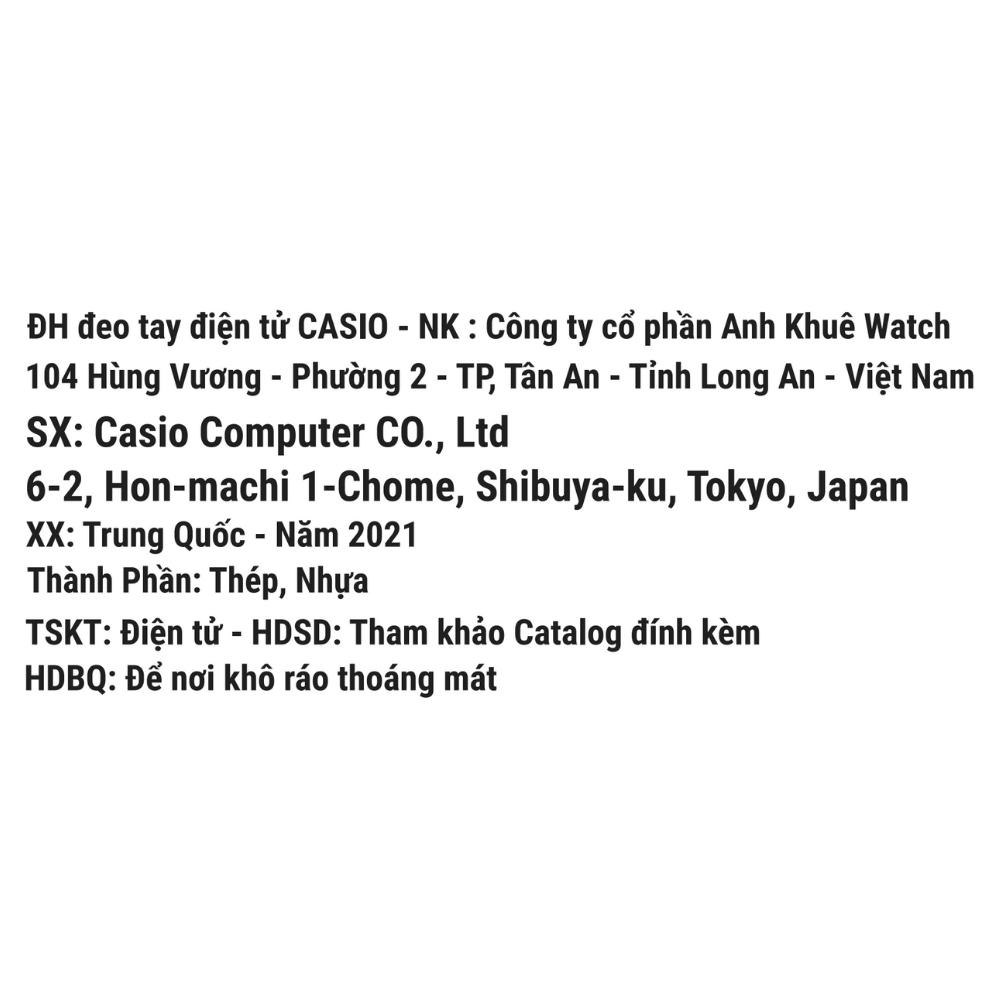 ĐH đeo tay điện tử CASIO - NK : Công ty cổ phần Anh Khuê Watch
104 Hùng Vương - Phường 2 - TP, Tân An - Tỉnh Long An - Việt Nam
SX: Casio Computer CO., Ltd
6-2, Hon-machi 1-Chome, Shibuya-ku, Tokyo, Japan
XX: Trung Quốc - Năm 2021
Thành Phần: Thép, Nhựa
TSKT: Điện tử - HDSD: Tham khảo Catalog đính kèm
HDBQ: Để nơi khô ráo thoáng mát